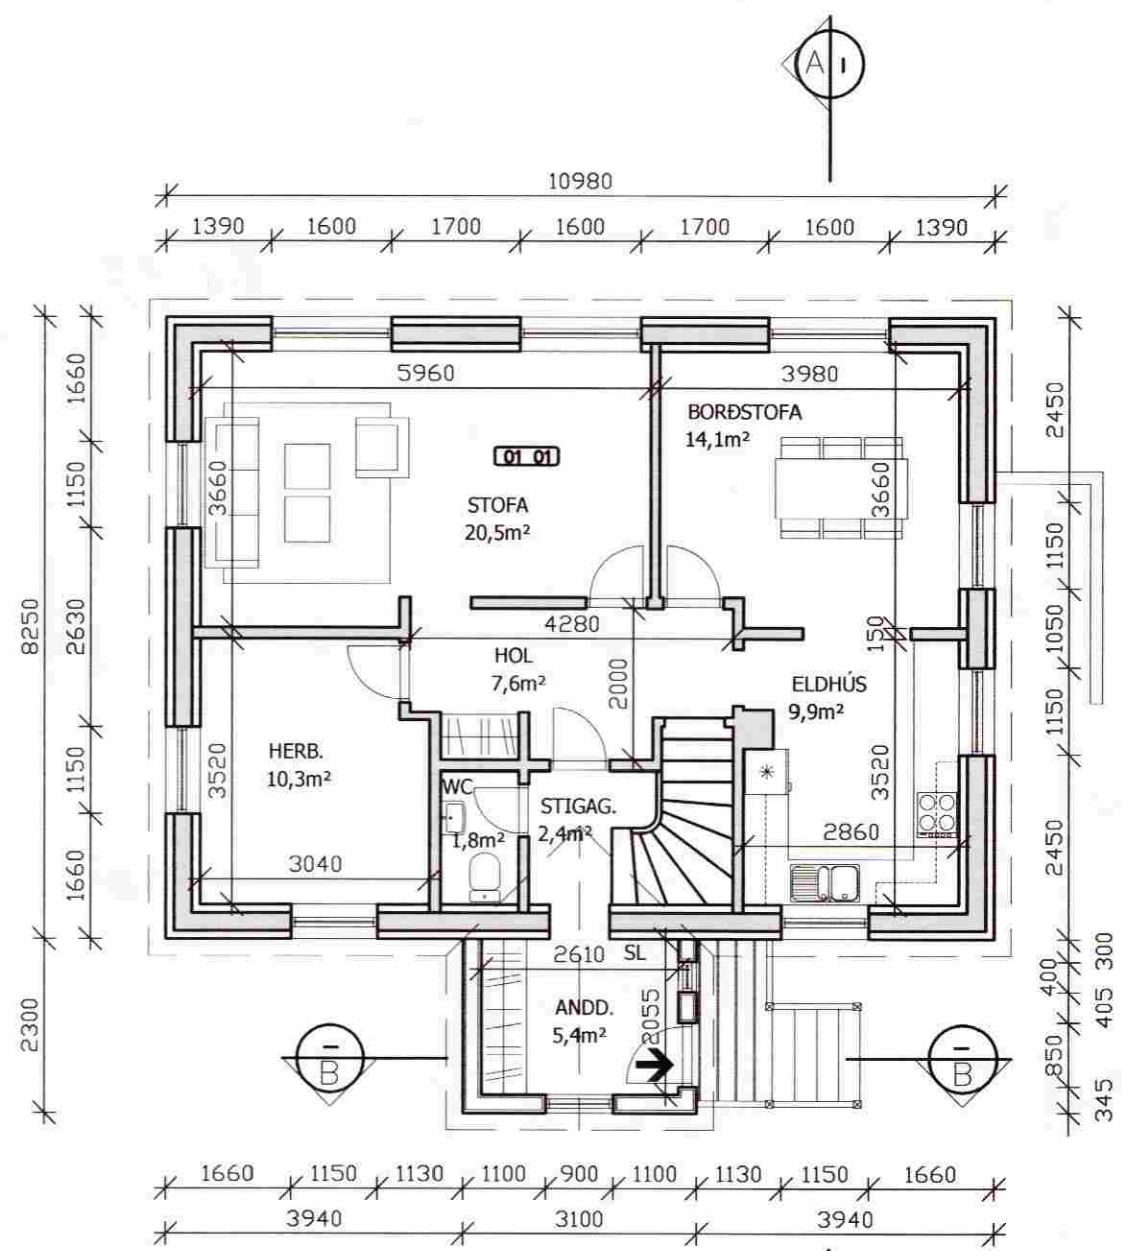 A I
10980
1390 1600 1700 1600 1700 1600 1390
5960 3980
1660
2450
BORÐSTOFA
14,1m²
01 01
3660
3660
1150
STOFA
20,5m²
1150
8250
2630
4280
150
1050
HOL
7,6m²
2000
ELDHÚS
9,9m²
1150
HERB.
10,3m²
3520
3520
1150
WC
1,8m²
STIGAG.
2,4m²
2860
2450
3040
1660
2610 SL
300
400
ANDD.
5,4m²
2055
405
2300
850
B
B
345
1660 1150 1130 1100 900 1100 1130 1150 1660
3940 3100 3940